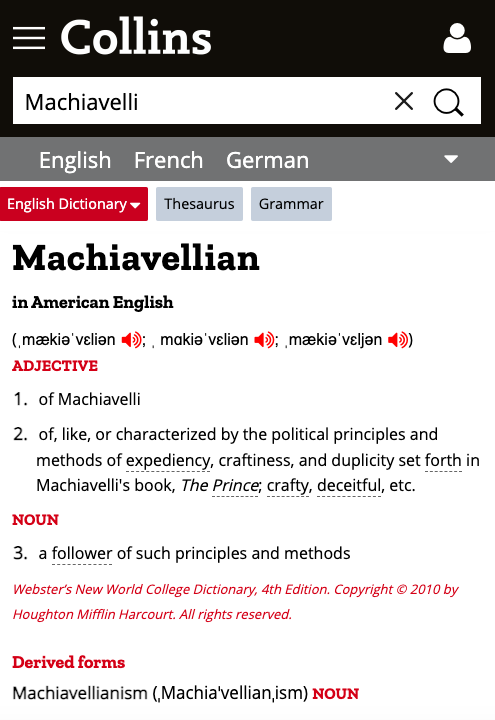 Collins
Machiavelli
English French German
English Dictionary Thesaurus Grammar
Machiavellian
in American English
(ˌmækiəˈvɛliən ; ˌ mɑkiəˈvɛliən ; ˌmækiəˈvɛljən )
ADJECTIVE
1. of Machiavelli
2. of, like, or characterized by the political principles and
methods of expediency, craftiness, and duplicity set forth in
Machiavelli's book, The Prince; crafty, deceitful, etc.
NOUN
3. a follower of such principles and methods
Webster’s New World College Dictionary, 4th Edition. Copyright © 2010 by
Houghton Mifflin Harcourt. All rights reserved.
Derived forms
Machiavellianism (ˌMachiaˈvellianˌism) NOUN